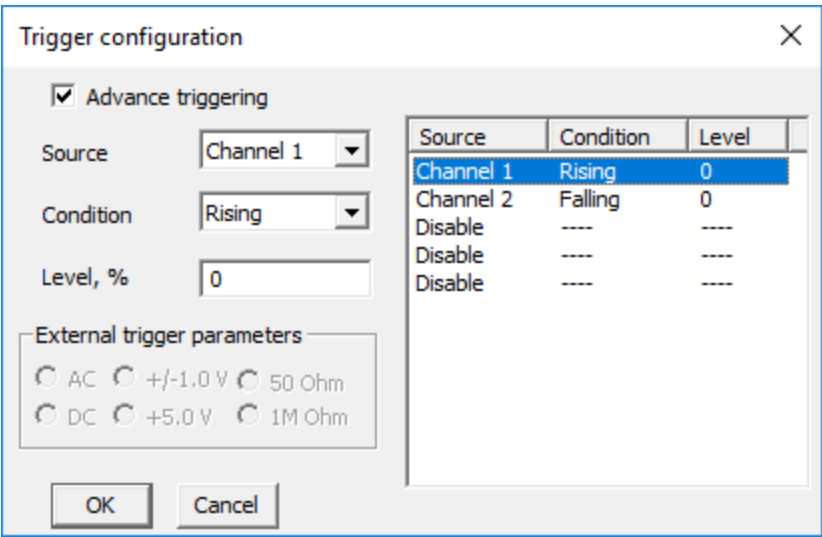 Trigger configuration
Advance triggering
Source Channel 1
Condition Rising
Level, % 0
External trigger parameters
AC +/-1.0 V 50 Ohm
DC +5.0 V 1M Ohm
OK Cancel
Source Condition Level
Channel 1 Rising 0
Channel 2 Falling 0
Disable ---- ----
Disable ---- ----
Disable ---- ----